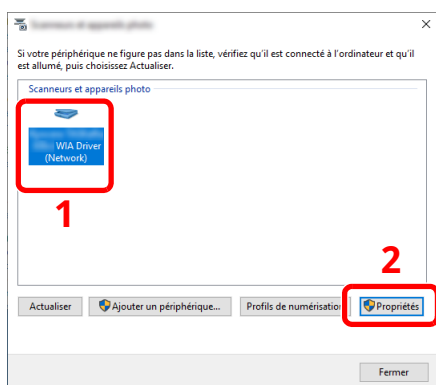 Si votre périphérique ne figure pas dans la liste, vérifiez qu'il est connecté à l'ordinateur et qu'il
est allumé, puis choisissez Actualiser.
Scanneurs et appareils photo
WIA Driver
(Network)
1
2
Actualiser
Ajouter un périphérique...
Profils de numérisation
Propriétés
Fermer